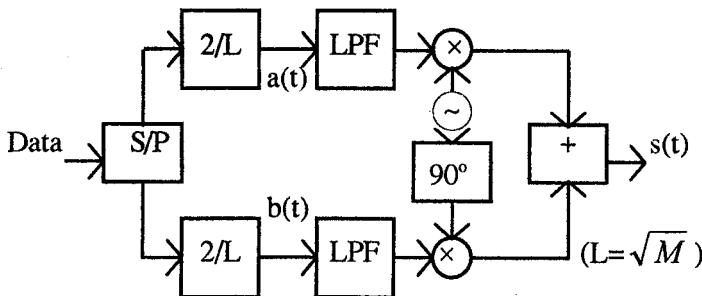 2/L
LPF
×
a(t)
~
Data
S/P
+
s(t)
90°
b(t)
2/L
LPF
×
(L=√M)